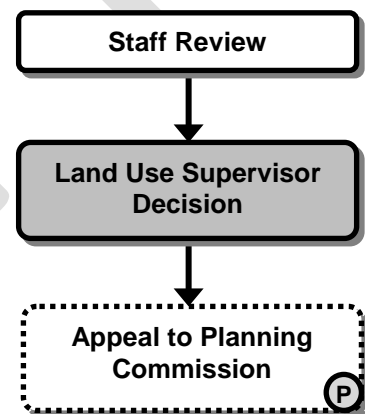 Staff Review
Land Use Supervisor
Decision
Appeal to Planning
Commission
P